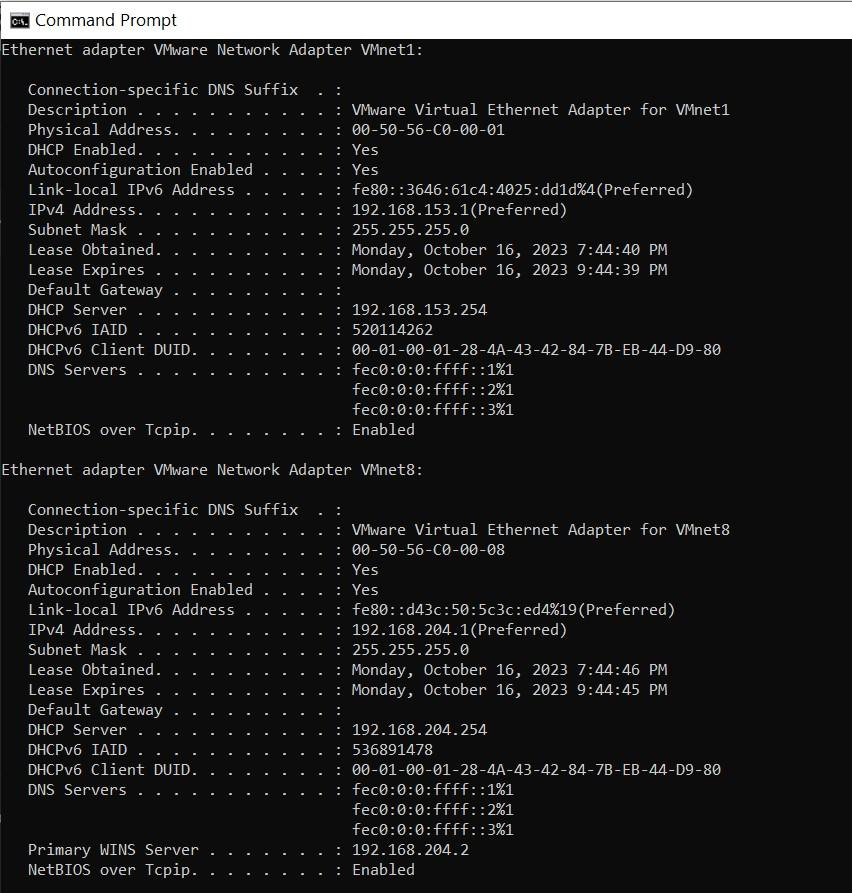 Command Prompt
Ethernet adapter VMware Network Adapter VMnet1:
Connection-specific DNS Suffix  . :
Description . . . . . . . . . . . : VMware Virtual Ethernet Adapter for VMnet1
Physical Address. . . . . . . . . : 00-50-56-C0-00-01
DHCP Enabled. . . . . . . . . . . : Yes
Autoconfiguration Enabled . . . . : Yes
Link-local IPv6 Address . . . . . : fe80::3646:61c4:4025:dd1d%4(Preferred)
IPv4 Address. . . . . . . . . . . : 192.168.153.1(Preferred)
Subnet Mask . . . . . . . . . . . : 255.255.255.0
Lease Obtained. . . . . . . . . . : Monday, October 16, 2023 7:44:40 PM
Lease Expires . . . . . . . . . . : Monday, October 16, 2023 9:44:39 PM
Default Gateway . . . . . . . . . :
DHCP Server . . . . . . . . . . . : 192.168.153.254
DHCPv6 IAID . . . . . . . . . . . : 520114262
DHCPv6 Client DUID. . . . . . . . : 00-01-00-01-28-4A-43-42-84-7B-EB-44-D9-80
DNS Servers . . . . . . . . . . . : fec0:0:0:ffff::1%1
fec0:0:0:ffff::2%1
fec0:0:0:ffff::3%1
NetBIOS over Tcpip. . . . . . . . : Enabled
Ethernet adapter VMware Network Adapter VMnet8:
Connection-specific DNS Suffix  . :
Description . . . . . . . . . . . : VMware Virtual Ethernet Adapter for VMnet8
Physical Address. . . . . . . . . : 00-50-56-C0-00-08
DHCP Enabled. . . . . . . . . . . : Yes
Autoconfiguration Enabled . . . . : Yes
Link-local IPv6 Address . . . . . : fe80::d43c:50:5c3c:ed4%19(Preferred)
IPv4 Address. . . . . . . . . . . : 192.168.204.1(Preferred)
Subnet Mask . . . . . . . . . . . : 255.255.255.0
Lease Obtained. . . . . . . . . . : Monday, October 16, 2023 7:44:46 PM
Lease Expires . . . . . . . . . . : Monday, October 16, 2023 9:44:45 PM
Default Gateway . . . . . . . . . :
DHCP Server . . . . . . . . . . . : 192.168.204.254
DHCPv6 IAID . . . . . . . . . . . : 536891478
DHCPv6 Client DUID. . . . . . . . : 00-01-00-01-28-4A-43-42-84-7B-EB-44-D9-80
DNS Servers . . . . . . . . . . . : fec0:0:0:ffff::1%1
fec0:0:0:ffff::2%1
fec0:0:0:ffff::3%1
Primary WINS Server . . . . . . . : 192.168.204.2
NetBIOS over Tcpip. . . . . . . . : Enabled